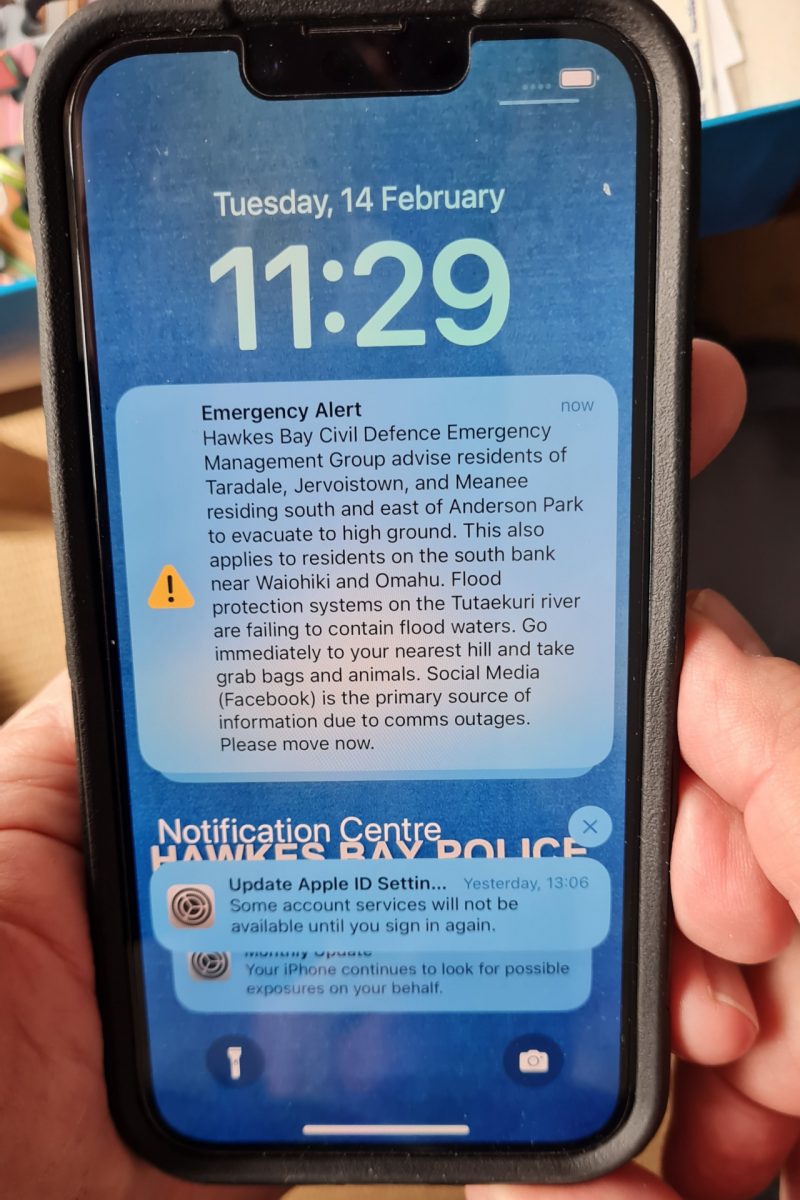 Tuesday, 14 February
11:29
Emergency Alert now
Hawkes Bay Civil Defence Emergency
Management Group advise residents of
Taradale, Jervoistown, and Meanee
residing south and east of Anderson Park
to evacuate to high ground. This also
applies to residents on the south bank
near Waiohiki and Omahu. Flood
protection systems on the Tutaekuri river
are failing to contain flood waters. Go
immediately to your nearest hill and take
grab bags and animals. Social Media
(Facebook) is the primary source of
information due to comms outages.
Please move now.
Notification Centre
HAWKES BAY POLICE
Update Apple ID Settin... Yesterday, 13:06
Some account services will not be
available until you sign in again.
Monthly Update
Your iPhone continues to look for possible
exposures on your behalf.